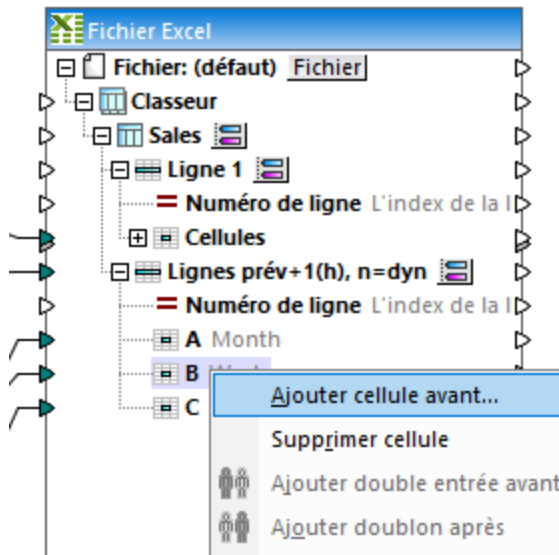 Fichier Excel
Fichier: (défaut) Fichier
Classeur
Sales
Ligne 1
Numéro de ligne L'index de la
Cellules
Lignes prév+1(h), n=dyn
Numéro de ligne L'index de la
A Month
B
C
Ajouter cellule avant...
Supprimer cellule
Ajouter double entrée avant
Ajouter doublon après